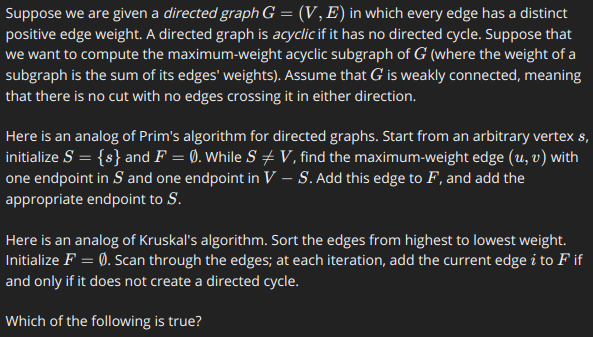 Suppose we are given a directed graph G = (V, E) in which every edge has a distinct
positive edge weight. A directed graph is acyclic if it has no directed cycle. Suppose that
we want to compute the maximum-weight acyclic subgraph of G (where the weight of a
subgraph is the sum of its edges' weights). Assume that G is weakly connected, meaning
that there is no cut with no edges crossing it in either direction.
Here is an analog of Prim's algorithm for directed graphs. Start from an arbitrary vertex s,
initialize S = {s} and F = ∅. While S ≠ V, find the maximum-weight edge (u, v) with
one endpoint in S and one endpoint in V − S. Add this edge to F, and add the
appropriate endpoint to S.
Here is an analog of Kruskal's algorithm. Sort the edges from highest to lowest weight.
Initialize F = ∅. Scan through the edges; at each iteration, add the current edge i to F if
and only if it does not create a directed cycle.
Which of the following is true?